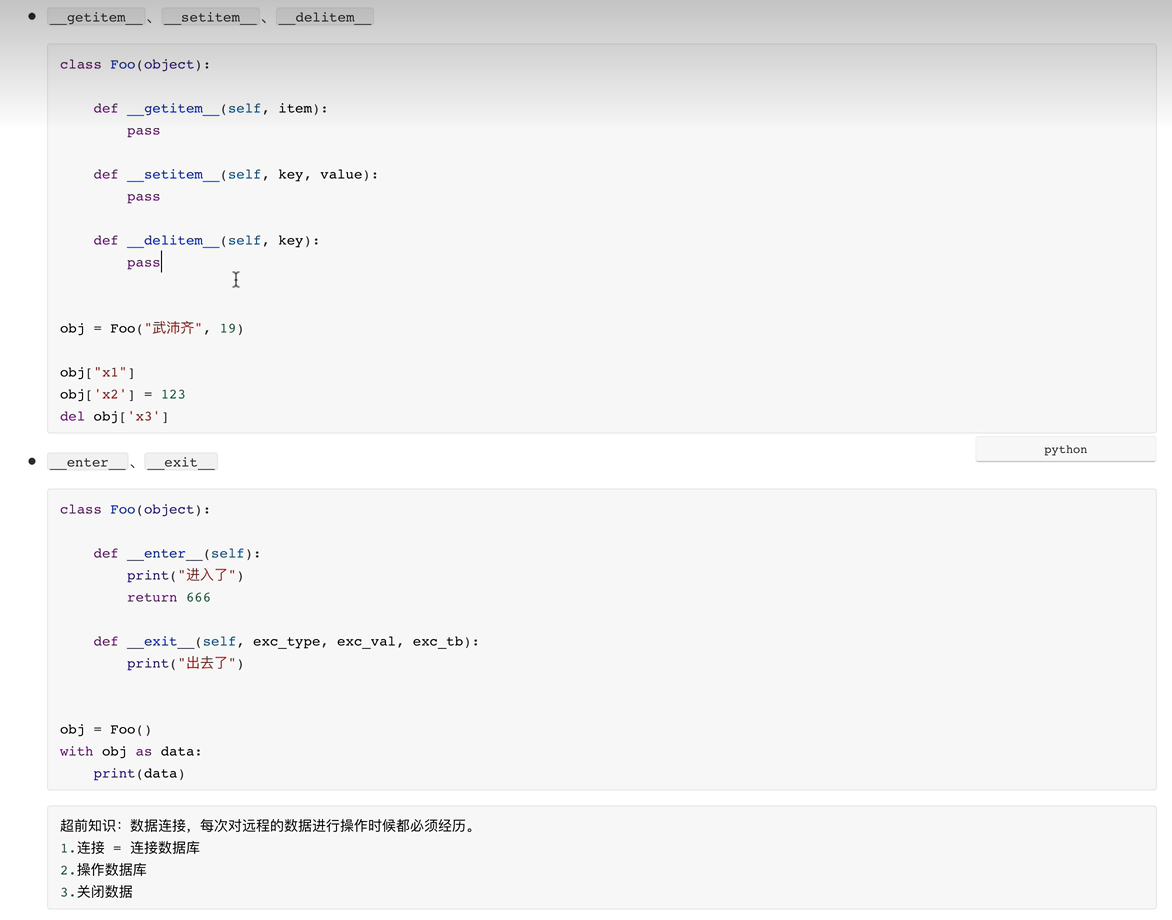 __getitem__、__setitem__、__delitem__
class Foo(object):
    def __getitem__(self, item):
        pass
    def __setitem__(self, key, value):
        pass
    def __delitem__(self, key):
        pass
obj = Foo("武沛齐", 19)
obj["x1"]
obj['x2'] = 123
del obj['x3']
python
__enter__、__exit__
class Foo(object):
    def __enter__(self):
        print("进入了")
        return 666
    def __exit__(self, exc_type, exc_val, exc_tb):
        print("出去了")
obj = Foo()
with obj as data:
    print(data)
超前知识：数据连接，每次对远程的数据进行操作时候都必须经历。
1.连接 = 连接数据库
2.操作数据库
3.关闭数据